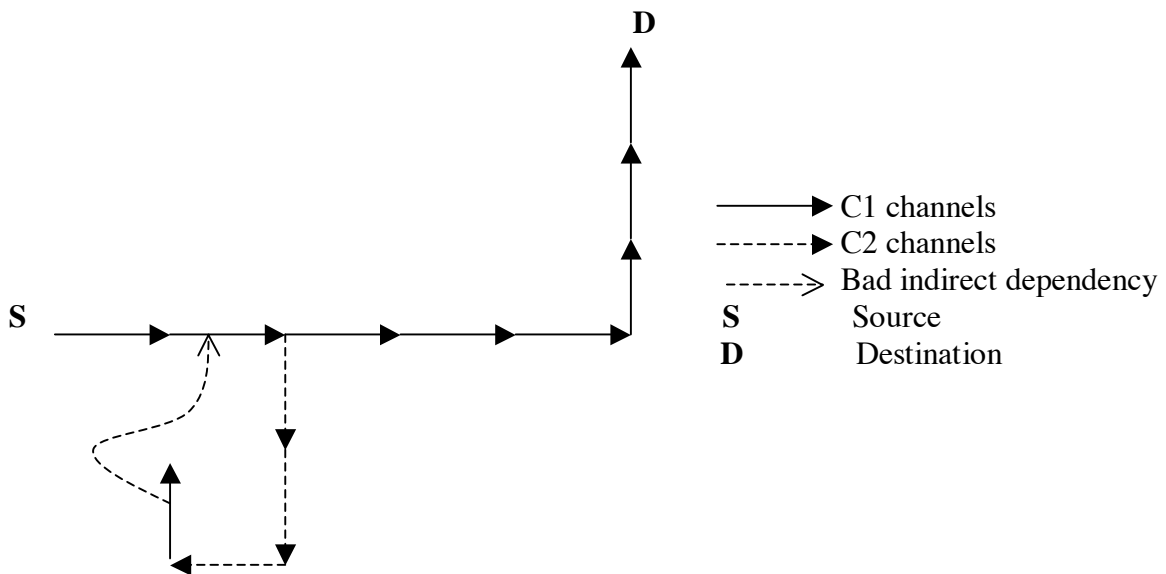 D
C1 channels
C2 channels
Bad indirect dependency
S
S Source
D Destination